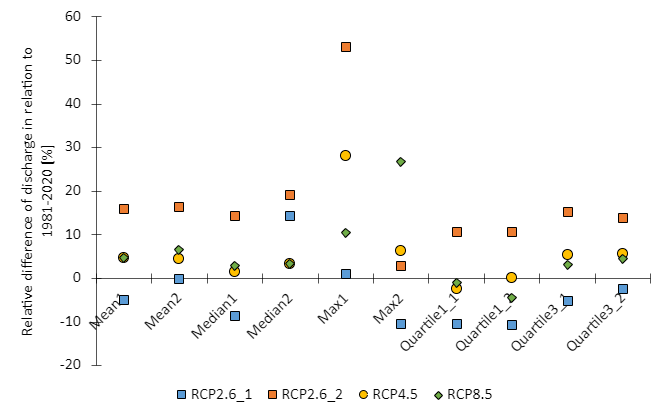 Relative difference of discharge in relation to
1981-2020 [%]
60
50
40
30
20
10
0
-10
-20
Mean1
Mean2
Median1
Median2
Max1
Max2
Quartile1_1
Quartile1_2
Quartile3_1
Quartile3_2
RCP2.6_1 RCP2.6_2 RCP4.5 RCP8.5